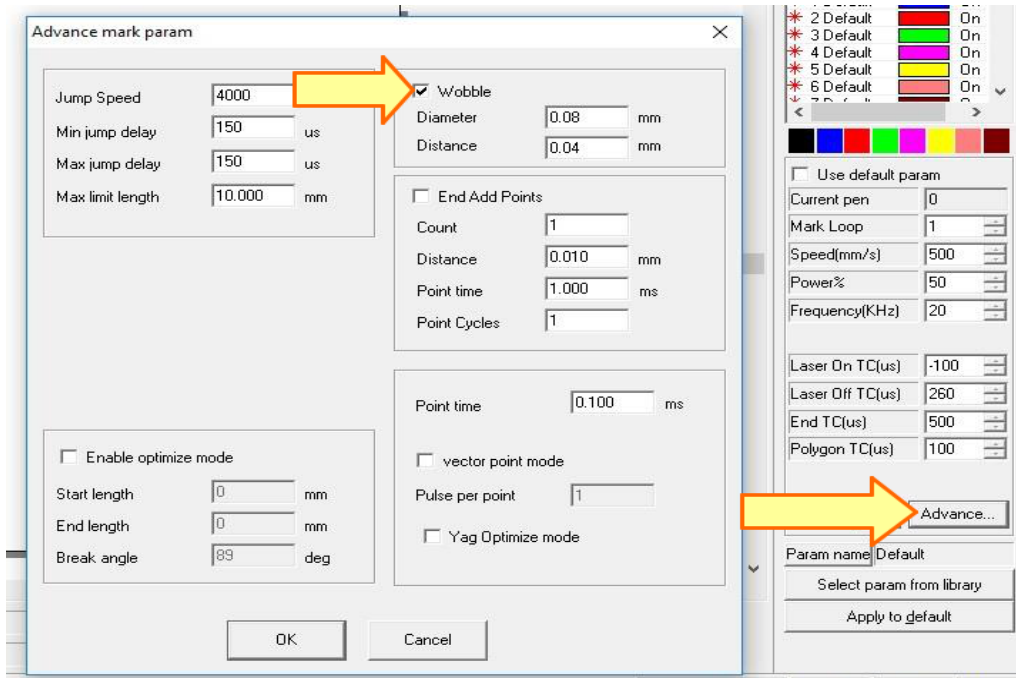 Advance mark param
Jump Speed 4000
Min jump delay 150 us
Max jump delay 150 us
Max limit length 10.000 mm
Wobble
Diameter 0.08 mm
Distance 0.04 mm
End Add Points
Count 1
Distance 0.010 mm
Point time 1.000 ms
Point Cycles 1
Point time 0.100 ms
vector point mode
Pulse per point 1
Yag Optimize mode
Enable optimize mode
Start length 0 mm
End length 0 mm
Break angle 89 deg
OK Cancel
2 Default On
3 Default On
4 Default On
5 Default On
6 Default On
Use default param
Current pen 0
Mark Loop 1
Speed(mm/s) 500
Power% 50
Frequency(KHz) 20
Laser On TC(us) -100
Laser Off TC(us) 260
End TC(us) 500
Polygon TC(us) 100
Advance...
Param name Default
Select param from library
Apply to default